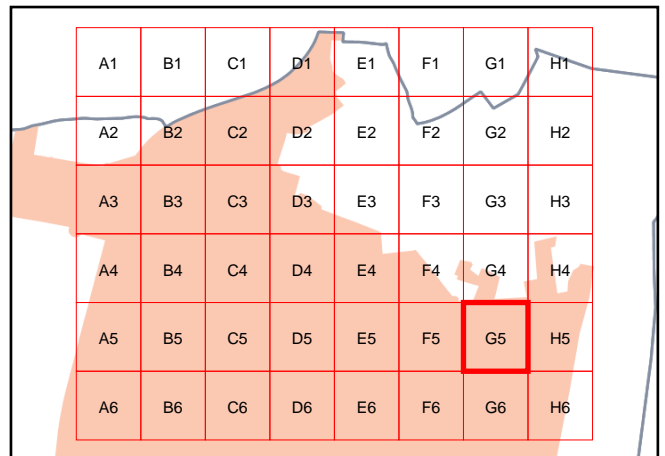 A1 B1 C1 D1 E1 F1 G1 H1
A2 B2 C2 D2 E2 F2 G2 H2
A3 B3 C3 D3 E3 F3 G3 H3
A4 B4 C4 D4 E4 F4 G4 H4
A5 B5 C5 D5 E5 F5 G5 H5
A6 B6 C6 D6 E6 F6 G6 H6